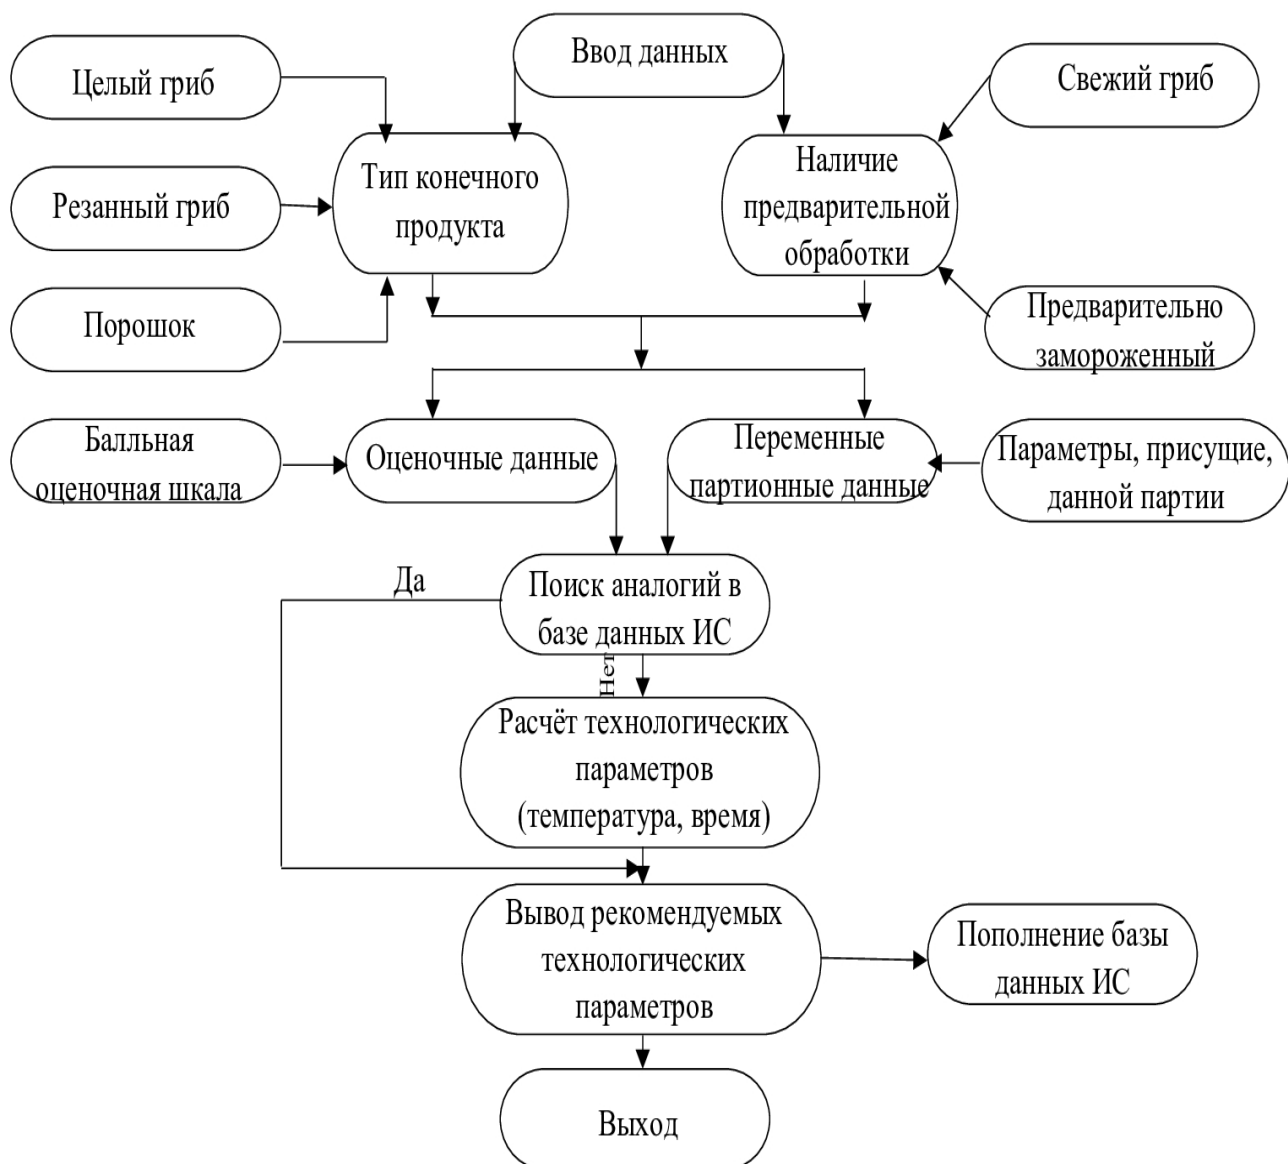 Ввод данных
Целый гриб
Свежий гриб
Тип конечного
продукта
Наличие
предварительной
обработки
Резанный гриб
Порошок
Предварительно
замороженный
Балльная
оценочная шкала
Оценочные данные
Переменные
партионные данные
Параметры, присущие,
данной партии
Да
Поиск аналогий в
базе данных ИС
Нет
Расчёт технологических
параметров
(температура, время)
Вывод рекомендуемых
технологических
параметров
Пополнение базы
данных ИС
Выход